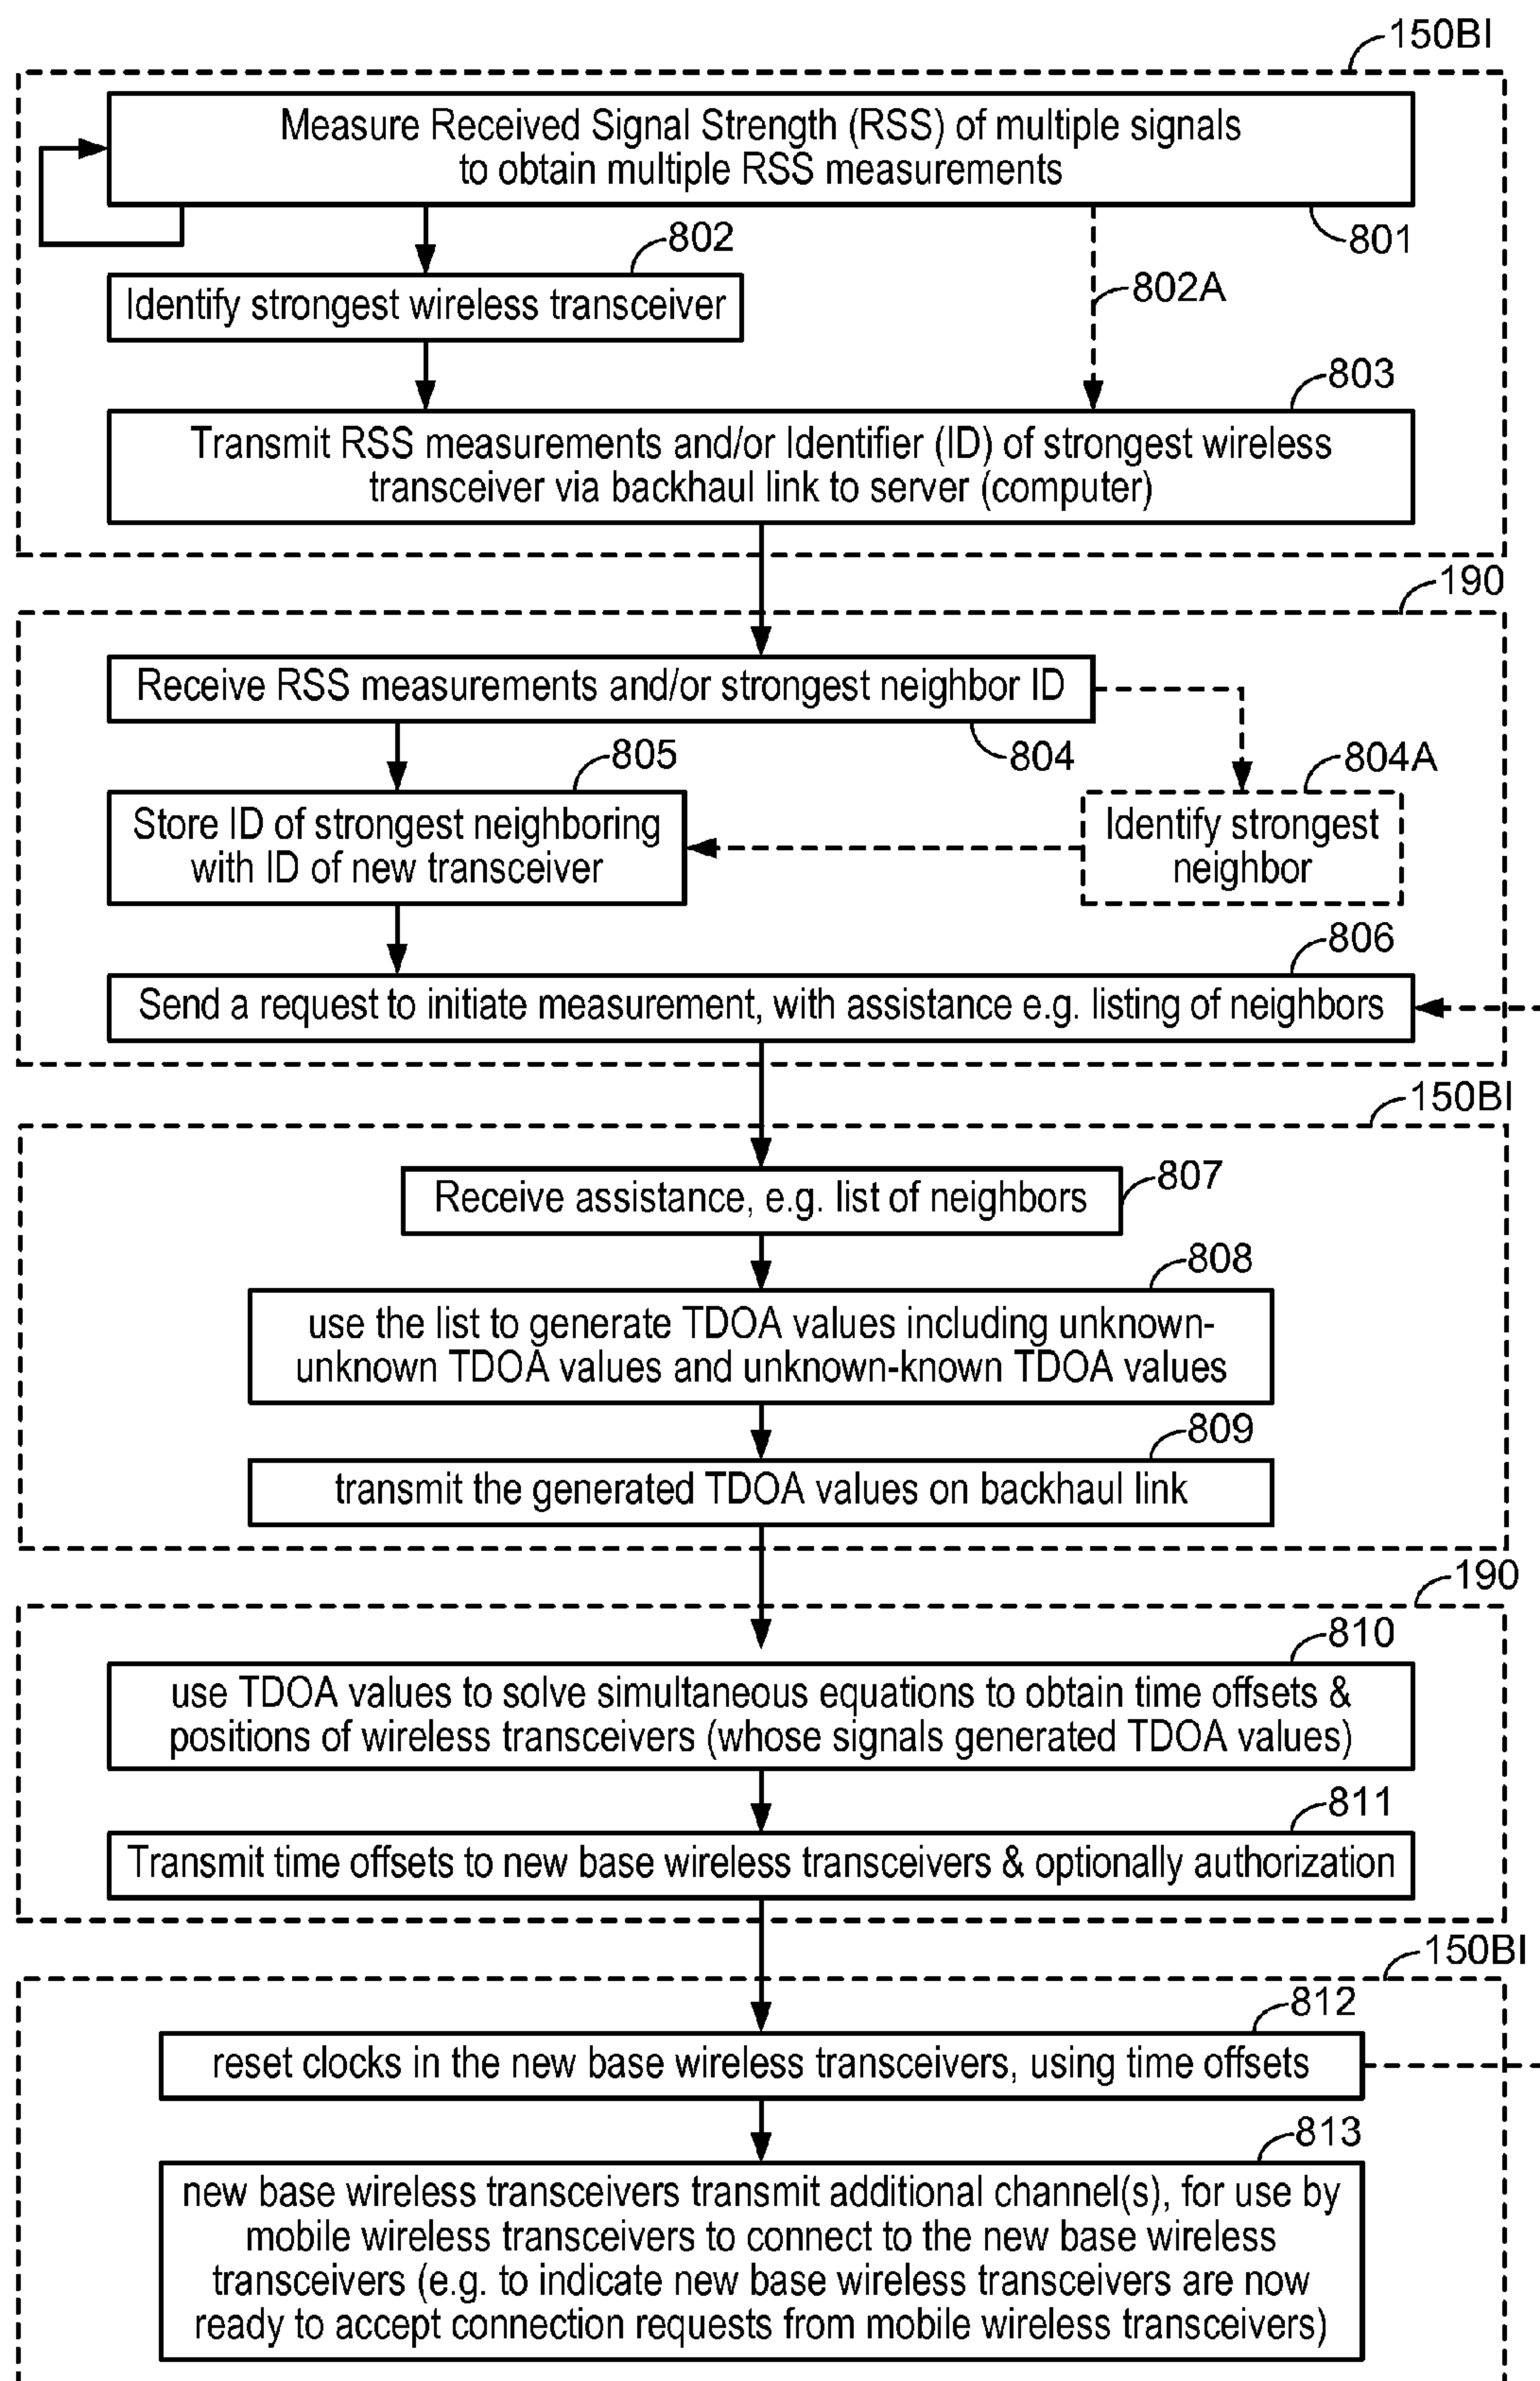 150BI
Measure Received Signal Strength (RSS) of multiple signals
to obtain multiple RSS measurements
801
802
802A
Identify strongest wireless transceiver
803
Transmit RSS measurements and/or Identifier (ID) of strongest wireless
transceiver via backhaul link to server (computer)
190
Receive RSS measurements and/or strongest neighbor ID
804
805
804A
Store ID of strongest neighboring
with ID of new transceiver
Identify strongest
neighbor
806
Send a request to initiate measurement, with assistance e.g. listing of neighbors
150BI
Receive assistance, e.g. list of neighbors
807
808
use the list to generate TDOA values including unknown-
unknown TDOA values and unknown-known TDOA values
809
transmit the generated TDOA values on backhaul link
190
810
use TDOA values to solve simultaneous equations to obtain time offsets &
positions of wireless transceivers (whose signals generated TDOA values)
811
Transmit time offsets to new base wireless transceivers & optionally authorization
150BI
812
reset clocks in the new base wireless transceivers, using time offsets
813
new base wireless transceivers transmit additional channel(s), for use by
mobile wireless transceivers to connect to the new base wireless
transceivers (e.g. to indicate new base wireless transceivers are now
ready to accept connection requests from mobile wireless transceivers)